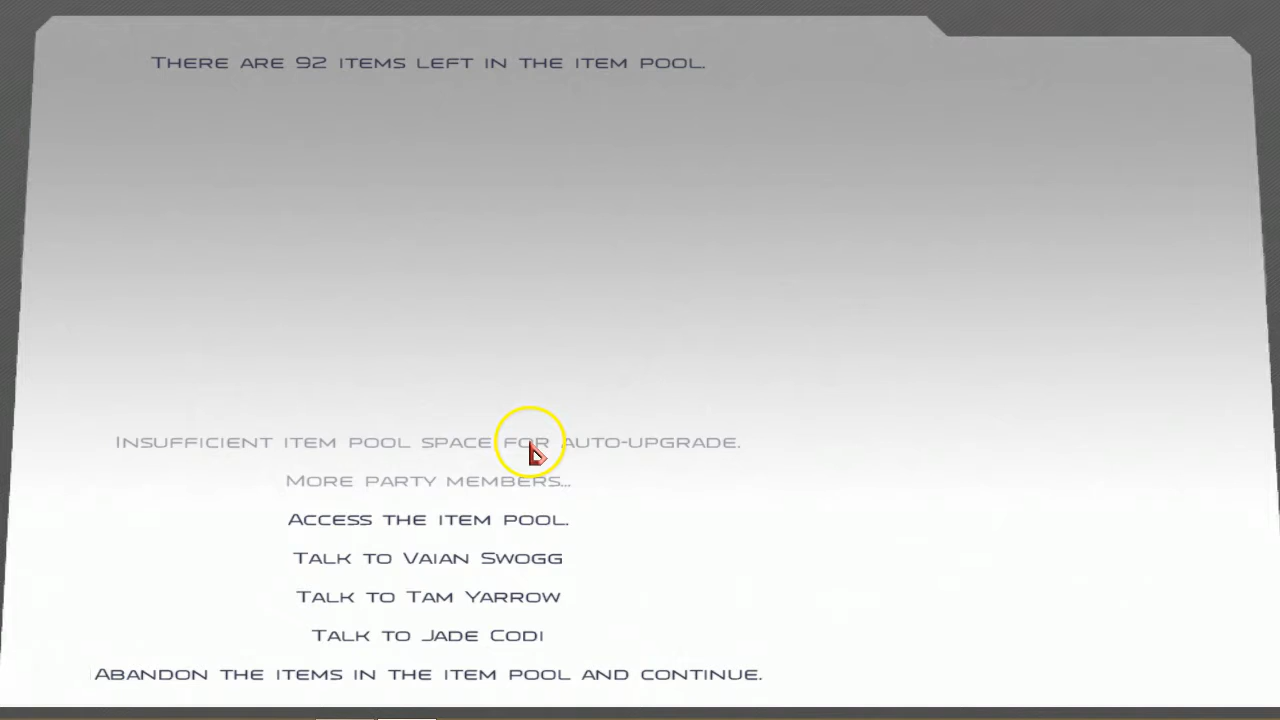 There are 92 items left in the item pool.
Insufficient item pool space for auto-upgrade.
More party members...
Access the item pool.
Talk to Vaian Swogg
Talk to Tam Yarrow
Talk to Jade Codi
Abandon the items in the item pool and continue.